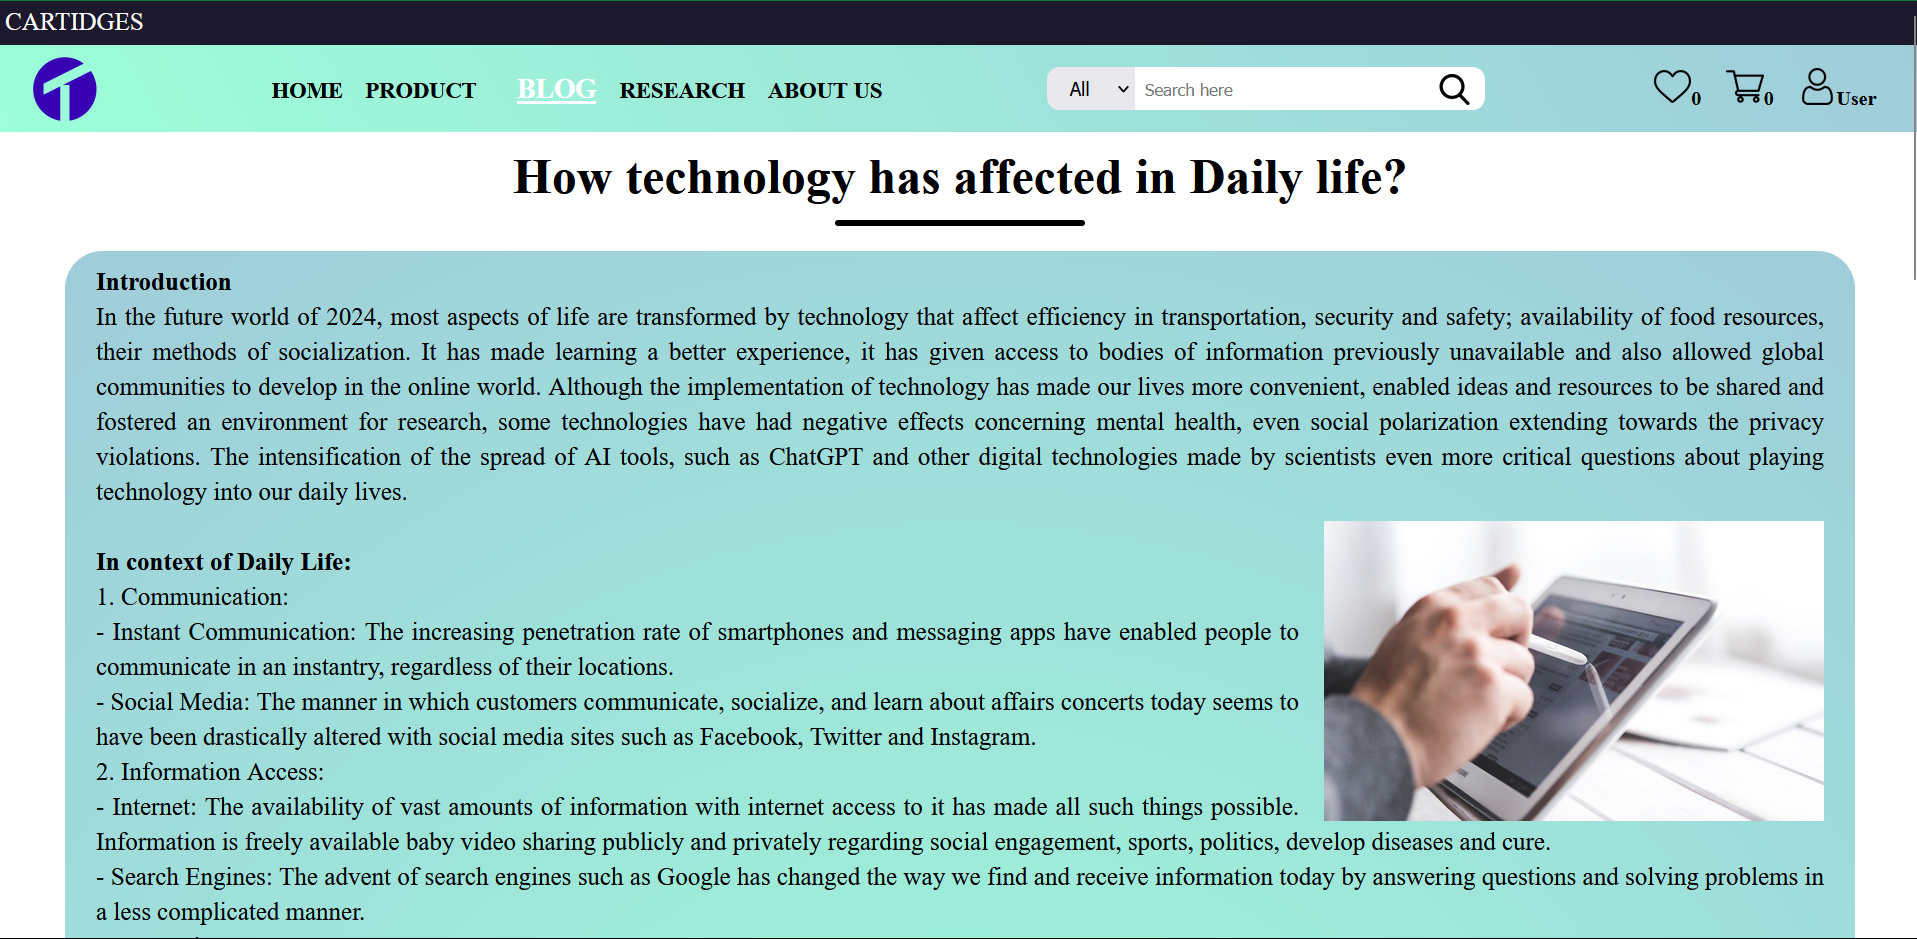 CARTIDGES
HOME PRODUCT BLOG RESEARCH ABOUT US All Search here 0 0 User
How technology has affected in Daily life?
Introduction
In the future world of 2024, most aspects of life are transformed by technology that affect efficiency in transportation, security and safety; availability of food resources,
their methods of socialization. It has made learning a better experience, it has given access to bodies of information previously unavailable and also allowed global
communities to develop in the online world. Although the implementation of technology has made our lives more convenient, enabled ideas and resources to be shared and
fostered an environment for research, some technologies have had negative effects concerning mental health, even social polarization extending towards the privacy
violations. The intensification of the spread of AI tools, such as ChatGPT and other digital technologies made by scientists even more critical questions about playing
technology into our daily lives.
In context of Daily Life:
1. Communication:
- Instant Communication: The increasing penetration rate of smartphones and messaging apps have enabled people to
communicate in an instantry, regardless of their locations.
- Social Media: The manner in which customers communicate, socialize, and learn about affairs concerts today seems to
have been drastically altered with social media sites such as Facebook, Twitter and Instagram.
2. Information Access:
- Internet: The availability of vast amounts of information with internet access to it has made all such things possible.
Information is freely available baby video sharing publicly and privately regarding social engagement, sports, politics, develop diseases and cure.
- Search Engines: The advent of search engines such as Google has changed the way we find and receive information today by answering questions and solving problems in
a less complicated manner.